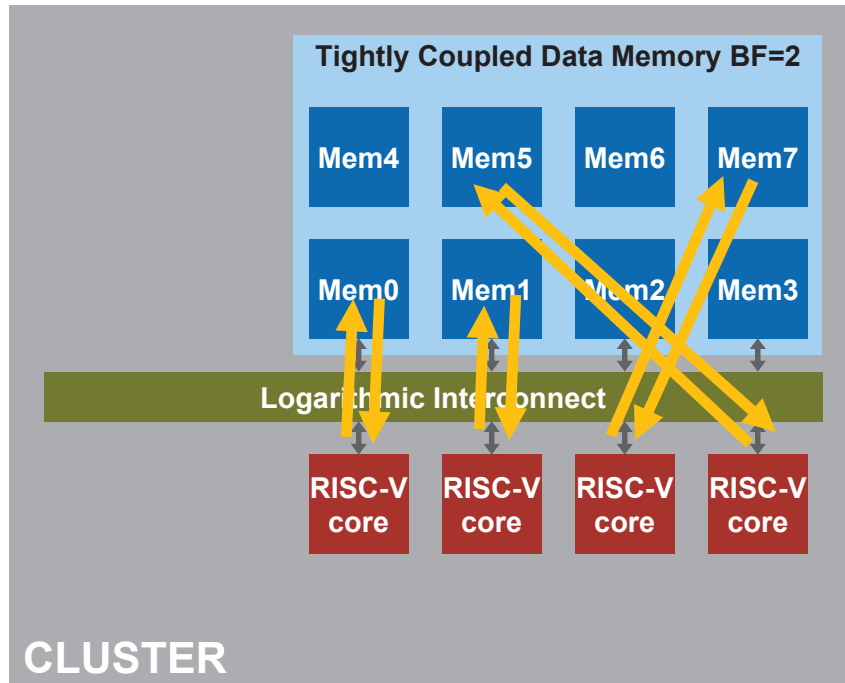 Tightly Coupled Data Memory BF=2
Mem4 Mem5 Mem6 Mem7
Mem0 Mem1 Mem2 Mem3
Logarithmic Interconnect
RISC-V RISC-V RISC-V RISC-V
core core core core
CLUSTER